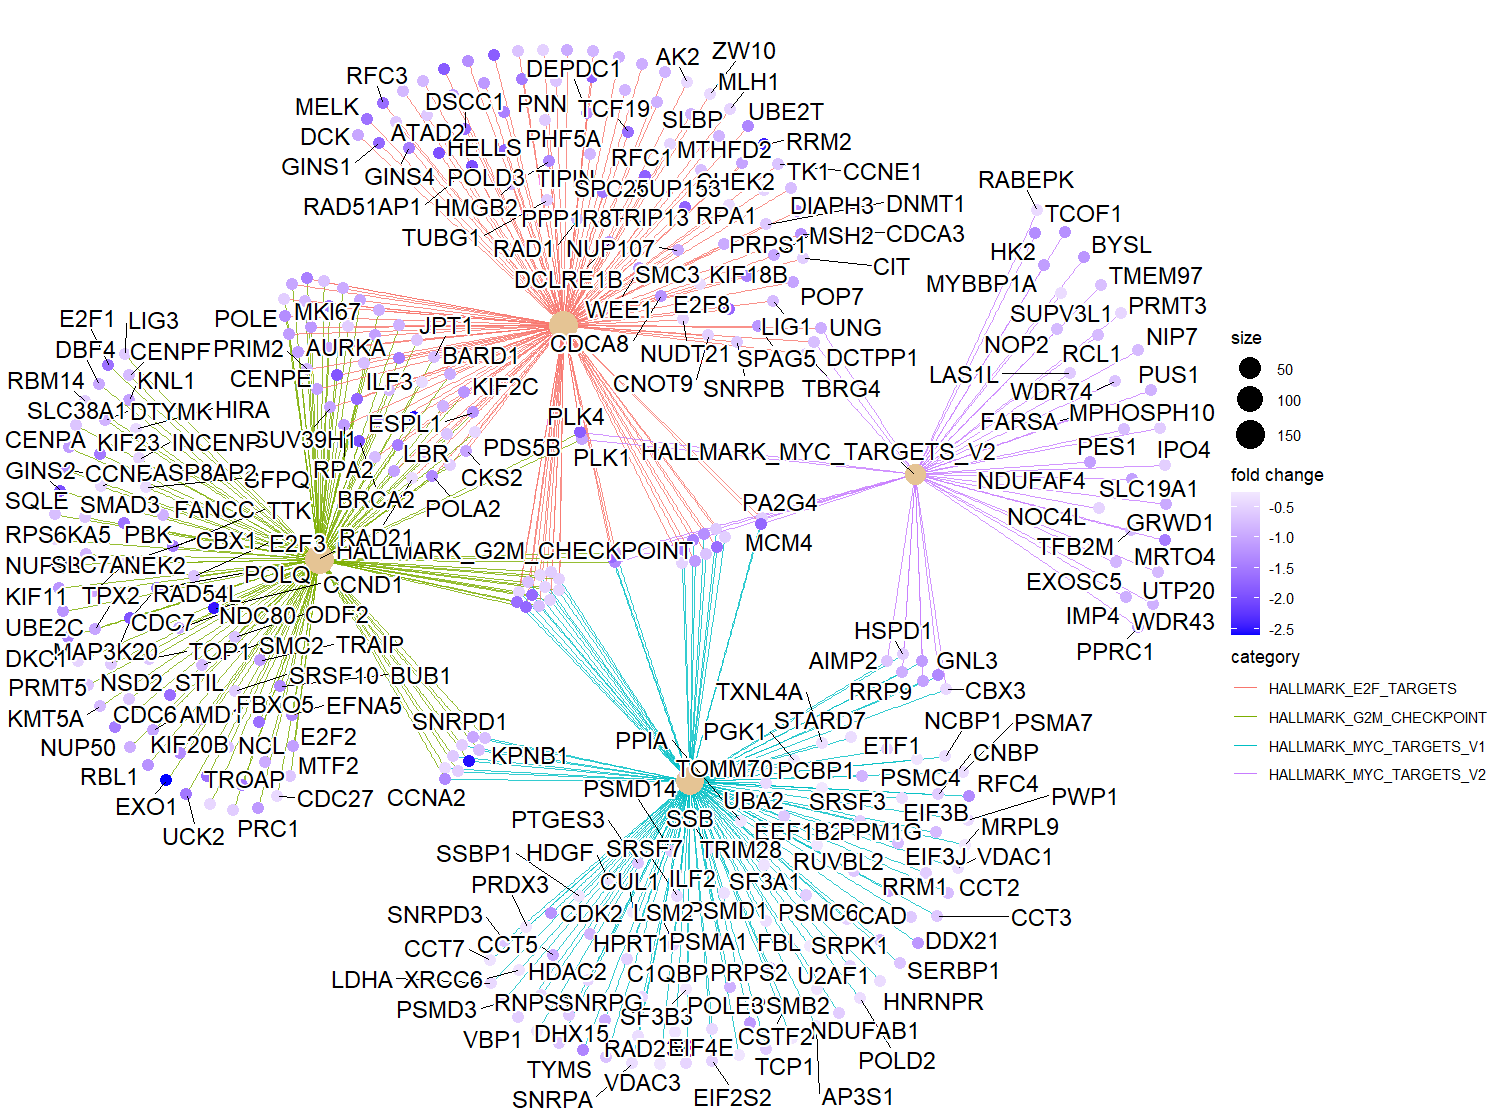 ZW10
AK2
DEPDC1
RFC3
MLH1
MELK
DSCC1
PNN
TCF19
SLBP
UBE2T
DCK
ATAD2
HELLS
PHF5A
RFC1
MTHFD2
RRM2
GINS1
GINS4
POLD3
TIPIN
SPC25
CHEK2
TK1
CCNE1
RABEPK
RAD51AP1
HMGB2
PPP1R8
TRIP13
RPA1
DIAPH3
DNMT1
TCOF1
TUBG1
RAD1
NUP107
PRPS1
MSH2
CDCA3
HK2
BYSL
DCLRE1B
SMC3
KIF18B
CIT
MYBBP1A
TMEM97
WEE1
E2F8
POP7
SUPV3L1
PRMT3
E2F1
LIG3
POLE
MKI67
JPT1
CDCA8
LIG1
UNG
NOP2
NIP7
size
DBF4
CENPF
PRIM2
AURKA
BARD1
NUDT21
SPAG5
DCTPP1
RCL1
50
RBM14
KNL1
CENPE
ILF3
KIF2C
CNOT9
SNRPB
TBRG4
LAS1L
WDR74
PUS1
100
SLC38A1
DTYMK
HIRA
ESPL1
PLK4
FARSA
MPHOSPH10
150
CENPA
KIF23
INCENP
SUV39H1
LBR
PDS5B
PLK1
HALLMARK_MYC_TARGETS_V2
PES1
IPO4
GINS2
ASP8AP2
RPA2
CKS2
NDUFAF4
SLC19A1
fold change
SQLE
SMAD3
FANCC
TTK
BRCA2
POLA2
PA2G4
NOC4L
GRWD1
-0.5
RPS6KA5
PBK
CBX1
E2F3
RAD21
HALLMARK_G2M_CHECKPOINT
MCM4
TFB2M
MRTO4
-1.0
NEK2
POLQ
CCND1
EXOSC5
UTP20
-1.5
KIF11
TPX2
RAD54L
IMP4
WDR43
-2.0
UBE2C
CDC7
NDC80
ODF2
HSPD1
PPRC1
-2.5
DKC1
MAP3K20
TOP1
SMC2
TRAIP
AIMP2
GNL3
category
PRMT5
NSD2
STIL
SRSF10
BUB1
TXNL4A
RRP9
CBX3
HALLMARK_E2F_TARGETS
KMT5A
CDC6
FBXO5
EFNA5
SNRPD1
STARD7
NCBP1
PSMA7
HALLMARK_G2M_CHECKPOINT
NUP50
KIF20B
NCL
E2F2
KPNB1
PPIA
PGK1
ETF1
CNBP
HALLMARK_MYC_TARGETS_V1
RBL1
TROAP
MTF2
TOMM70
PCBP1
PSMC4
RFC4
HALLMARK_MYC_TARGETS_V2
EXO1
CDC27
CCNA2
PSMD14
UBA2
SRSF3
EIF3B
PWP1
UCK2
PRC1
PTGES3
SSB
EEF1B2
PPM1G
MRPL9
SSBP1
HDGF
SRSF7
TRIM28
RUVBL2
EIF3J
VDAC1
PRDX3
CUL1
ILF2
SF3A1
RRM1
CCT2
SNRPD3
CDK2
LSM2
PSMD1
PSMC6
CAD
CCT3
CCT7
CCT5
HPRT1
PSMA1
FBL
SRPK1
DDX21
LDHA
XRCC6
HDAC2
C1QBP
PRPS2
U2AF1
SERBP1
PSMD3
SNRPG
HNRNPR
VBP1
DHX15
SF3B3
CSTF2
NDUFAB1
TYMS
EIF4E
TCP1
POLD2
SNRPA
VDAC3
EIF2S2
AP3S1